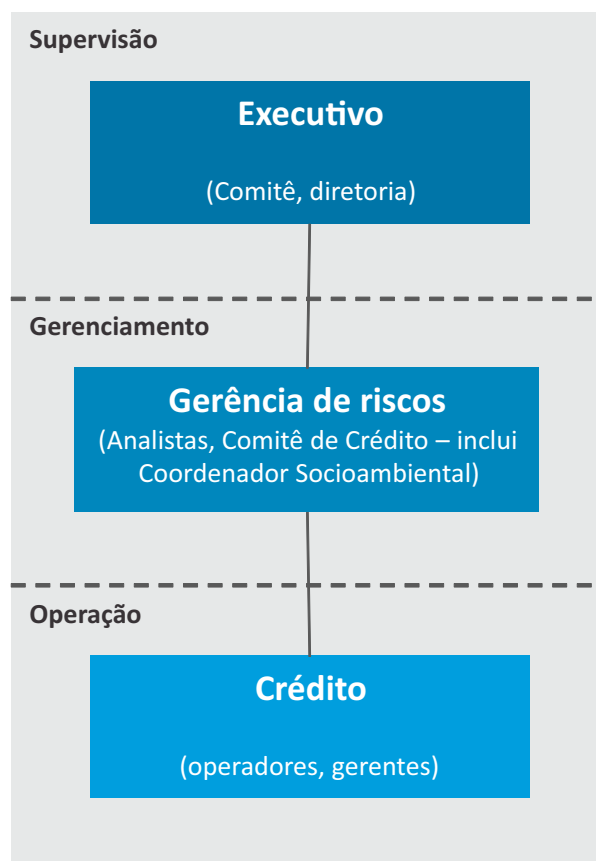 Supervisão
Executivo
(Comitê, diretoria)
Gerenciamento
Gerência de riscos
(Analistas, Comitê de Crédito – inclui
Coordenador Socioambiental)
Operação
Crédito
(operadores, gerentes)